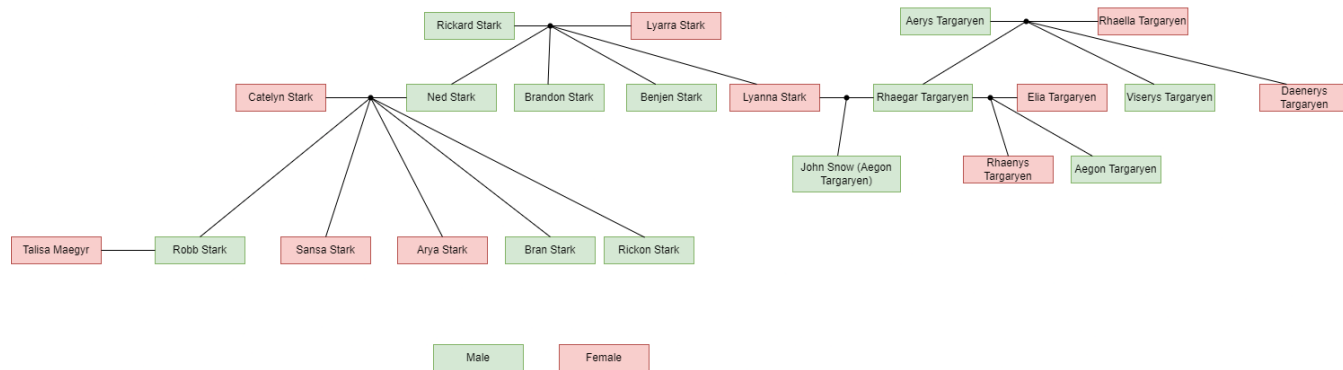 Rickard Stark
Lyarra Stark
Aerys Targaryen
Rhaella Targaryen
Catelyn Stark
Ned Stark
Brandon Stark
Benjen Stark
Lyanna Stark
Rhaegar Targaryen
Elia Targaryen
Viserys Targaryen
Daenerys
Targaryen
John Snow (Aegon
Targaryen)
Rhaenys
Targaryen
Aegon Targaryen
Talisa Maegyr
Robb Stark
Sansa Stark
Arya Stark
Bran Stark
Rickon Stark
Male
Female